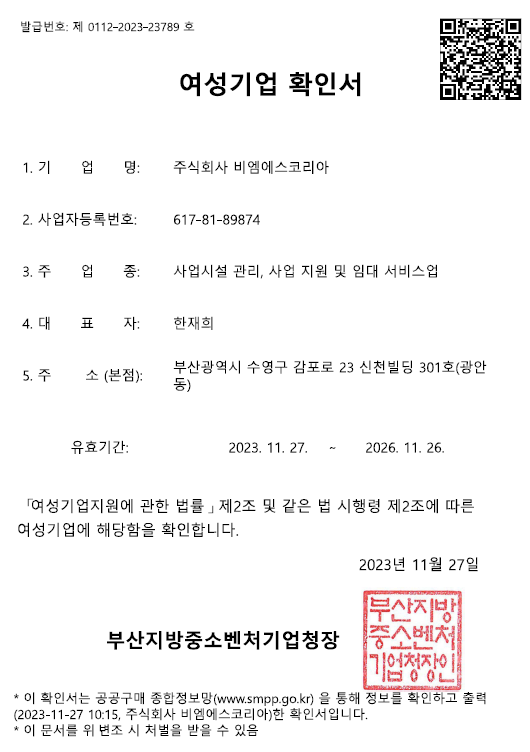 발급번호: 제 0112-2023-23789 호
여성기업 확인서
1. 기 업 명: 주식회사 비엠에스코리아
2. 사업자등록번호: 617-81-89874
3. 주 업 종: 사업시설 관리, 사업 지원 및 임대 서비스업
4. 대 표 자: 한재희
5. 주 소 (본점): 부산광역시 수영구 감포로 23 신천빌딩 301호(광안
동)
유효기간: 2023. 11. 27. ~ 2026. 11. 26.
「여성기업지원에 관한 법률」제2조 및 같은 법 시행령 제2조에 따른
여성기업에 해당함을 확인합니다.
2023년 11월 27일
부산지방중소벤처기업청장
부산지방
중소벤처
기업청장인
* 이 확인서는 공공구매 종합정보망(www.smpp.go.kr) 을 통해 정보를 확인하고 출력
(2023-11-27 10:15, 주식회사 비엠에스코리아)한 확인서입니다.
* 이 문서를 위 변조 시 처벌을 받을 수 있음